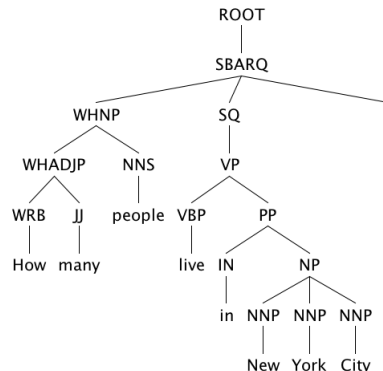 ROOT
SBARQ
WHNP SQ
WHADJP NNS VP
WRB JJ people VBP PP
How many live IN NP
in NNP NNP NNP
New York City